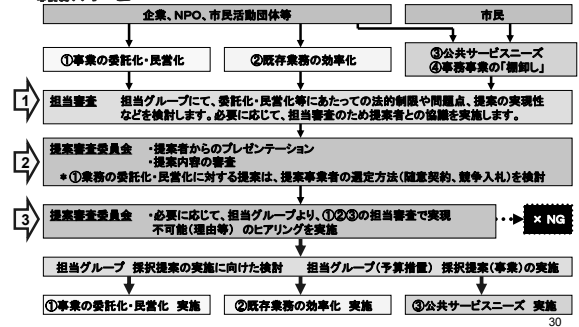 企業、NPO、市民活動団体等
市民
①事業の委託化・民営化
②既存業務の効率化
③公共サービスニーズ
④事務事業の「棚卸し」
1
担当審査 担当グループにて、委託化・民営化等にあたっての法的制限や問題点、提案の実現性
などを検討します。必要に応じて、担当審査のため提案者との協議を実施します。
2
提案審査委員会 ・提案者からのプレゼンテーション
・提案内容の審査
*①業務の委託化・民営化に対する提案は、提案事業者の選定方法(随意契約、競争入札)を検討
3
提案審査委員会 ・必要に応じて、担当グループより、①②③の担当審査で実現
不可能(理由等) のヒアリングを実施
× NG
担当グループ 採択提案の実施に向けた検討 担当グループ(予算措置) 採択提案(事業)の実施
①事業の委託化・民営化 実施
②既存業務の効率化 実施
③公共サービスニーズ 実施
30